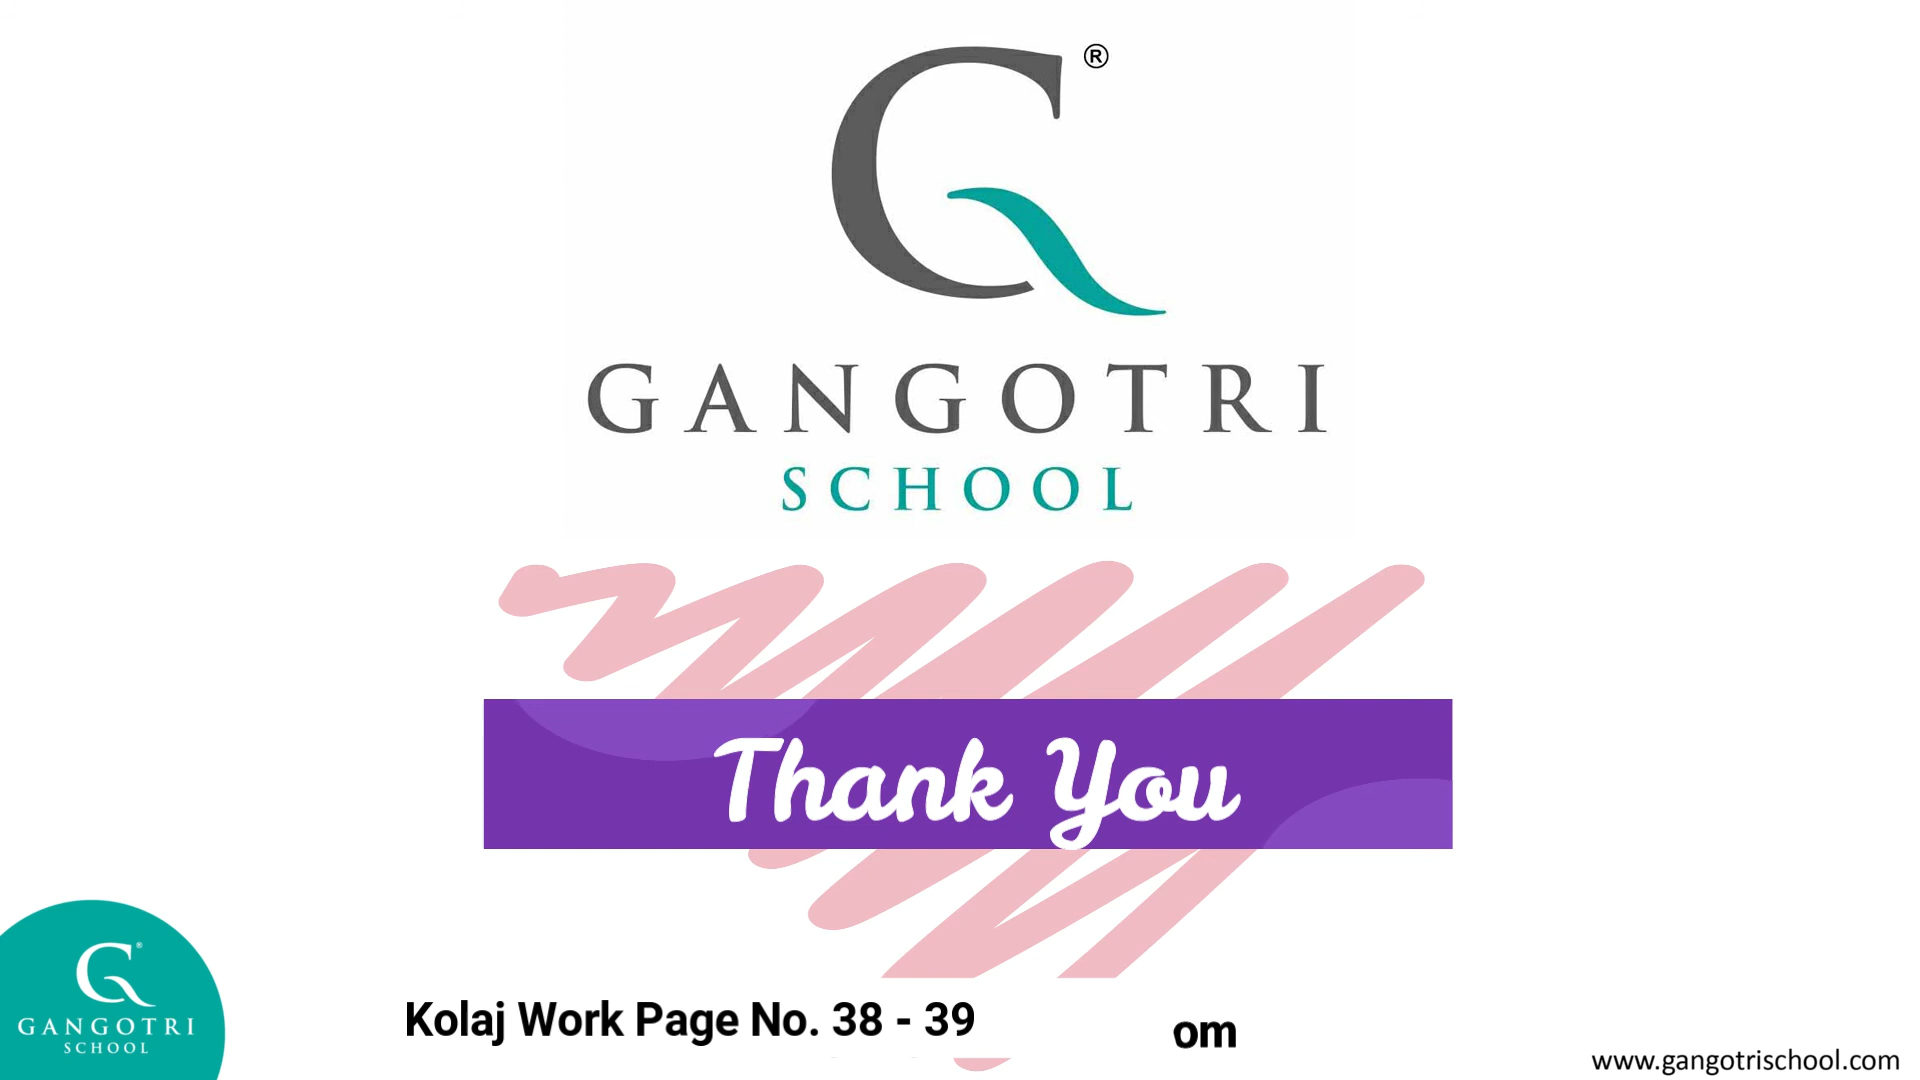 ®
GANGOTRI
SCHOOL
Thank You
GANGOTRI
SCHOOL
Kolaj Work Page No. 38 - 39
om
www.gangotrischool.com